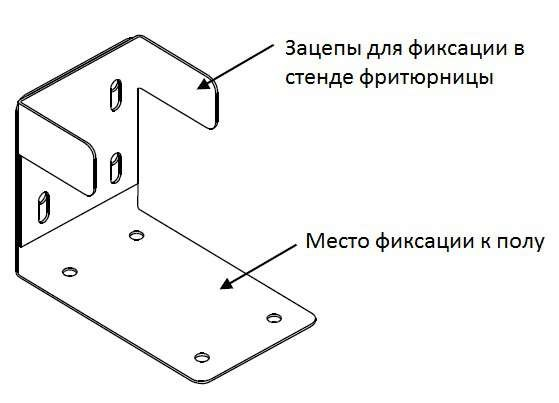 Зацепы для фиксации в
стенде фритюрницы
Место фиксации к полу